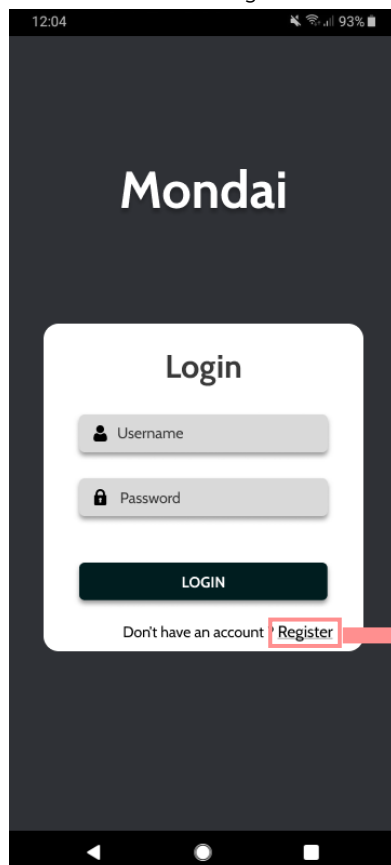 12:04 93%
Mondai
Login
Username
Password
LOGIN
Don't have an account ? Register